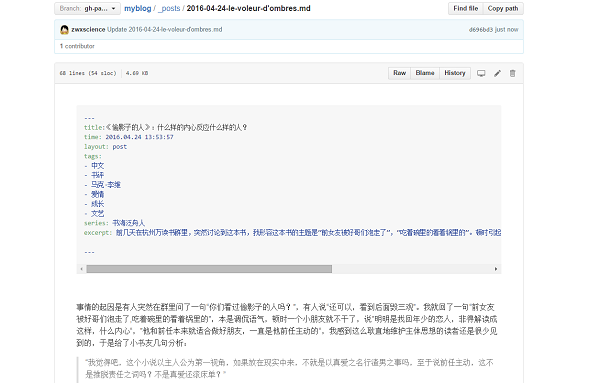 Branch: gh-pa... myblog / _posts / 2016-04-24-le-voleur-d'ombres.md Find file Copy path
zwxscience Update 2016-04-24-le-voleur-d'ombres.md d696bd3 just now
1 contributor
68 lines (54 sloc) 4.69 KB Raw Blame History
---
title:《偷影子的人》：什么样的内心反应什么样的人？
time: 2016.04.24 13:53:57
layout: post
tags:
- 中文
- 书评
- 马克·李维
- 爱情
- 成长
- 文艺
series: 书海泛舟人
excerpt: 前几天在杭州万读书群里，突然讨论到这本书，我形容这本书的主题是“前女友被好哥们泡走了”，“吃着碗里的看着锅里的”，顿时引起
---
事情的起因是有人突然在群里问了一句“你们看过偷影子的人吗？”，有人说“还可以，看到后面毁三观”。我就回了一句“前女友
被好哥们泡走了,吃着碗里的看着锅里的”，本是调侃语气，顿时一个小朋友就不干了，说“明明是找回年少的恋人，非得解读成
这样，什么内心”，“他和前任本来就适合做好朋友，一直是他前任主动的”。我感到这么耿直地维护主体思想的读者还是很少见
到的，于是给了小书友几句分析：
“我觉得吧，这个小说以主人公为第一视角，如果放在现实中来，不就是以真爱之名行渣男之事吗。至于说前任主动，这不
是推脱责任之词吗？不是真爱还滚床单？”